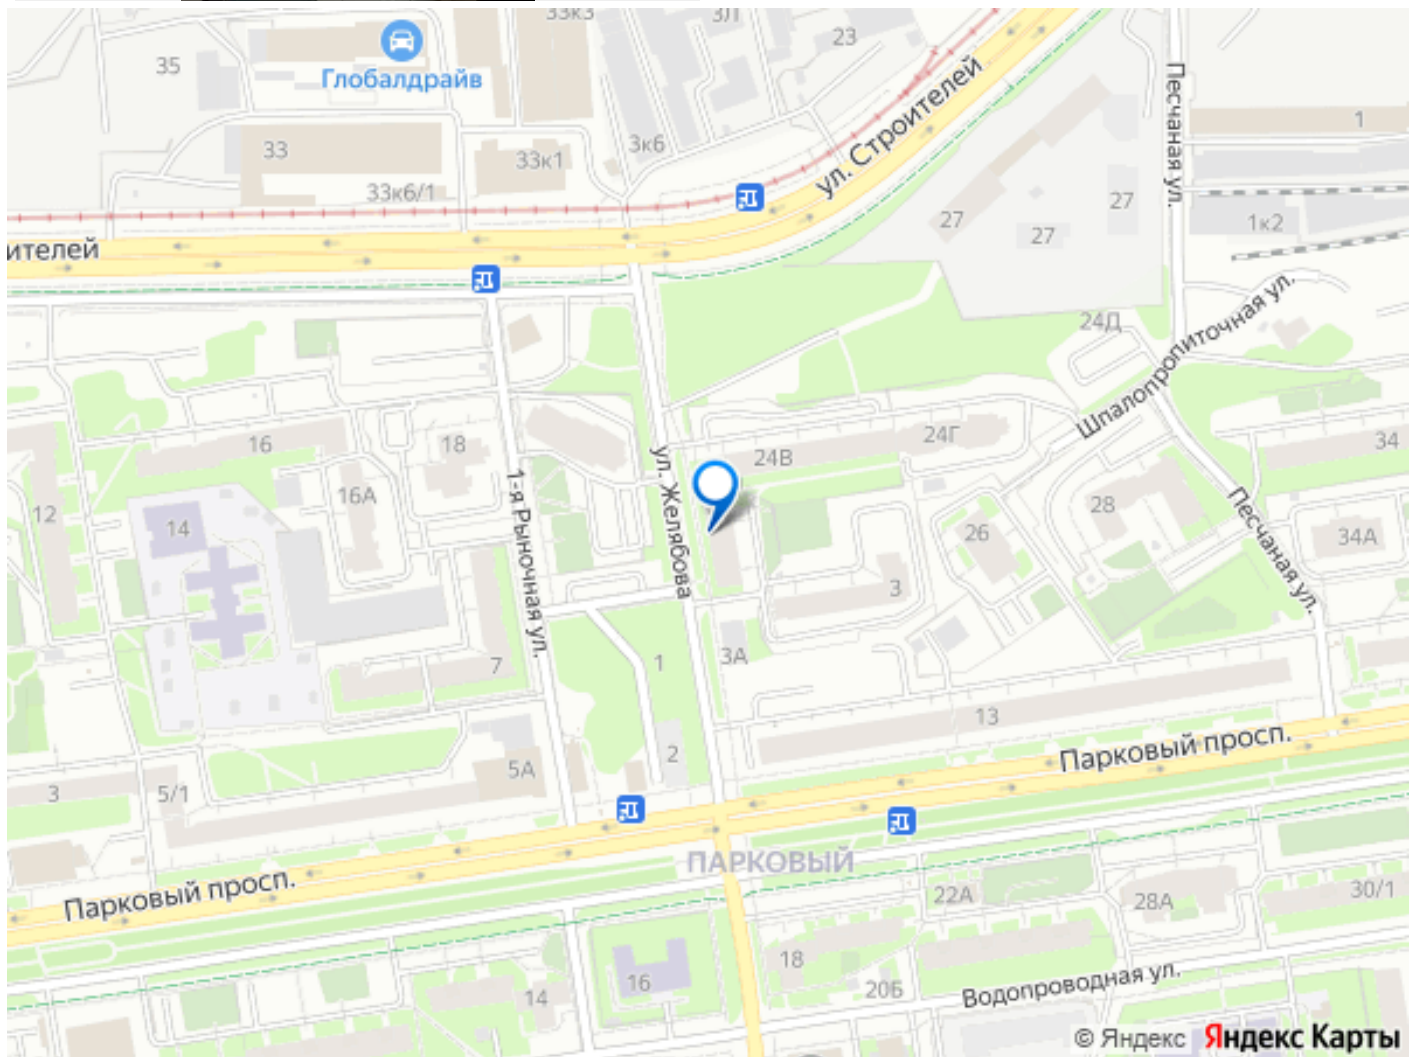 33к3
3Л
23
35
Глобалдрайв
ул. Строителей
Песчаная ул.
1
33
33к1
3к6
33к6/1
27
27
27
1к2
ителей
24Д
Шпалопропиточная ул.
16
18
24В
24Г
34
16А
ул. Желябова
1-я Рыночная ул.
12
14
28
Песчаная ул.
26
34А
3
7
1
3А
13
2
Парковый просп.
5А
3
5/1
ПАРКОВЫЙ
Парковый просп.
22А
28А
30/1
18
16
14
20Б
Водопроводная ул.
© Яндекс Яндекс Карты